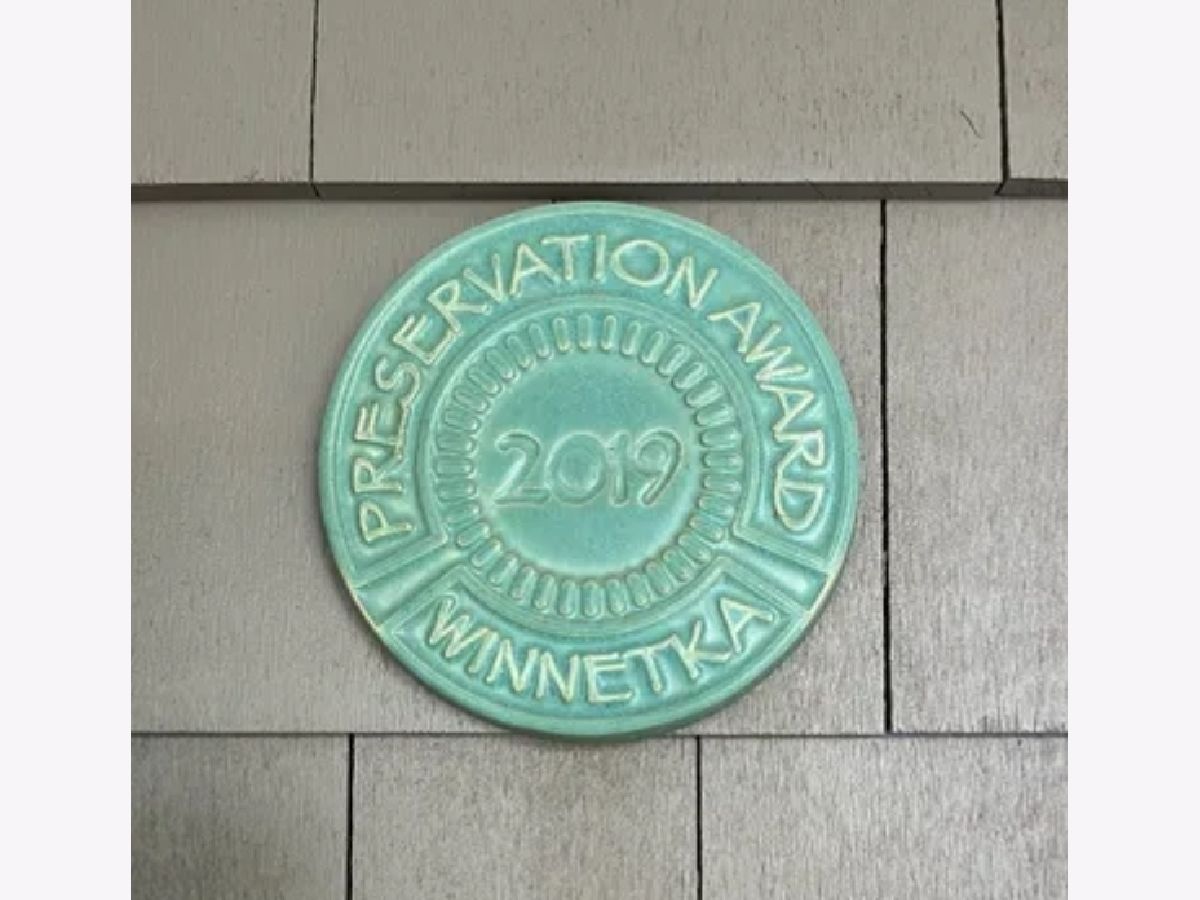 PRESERVATION AWARD
2019
WINNETKA